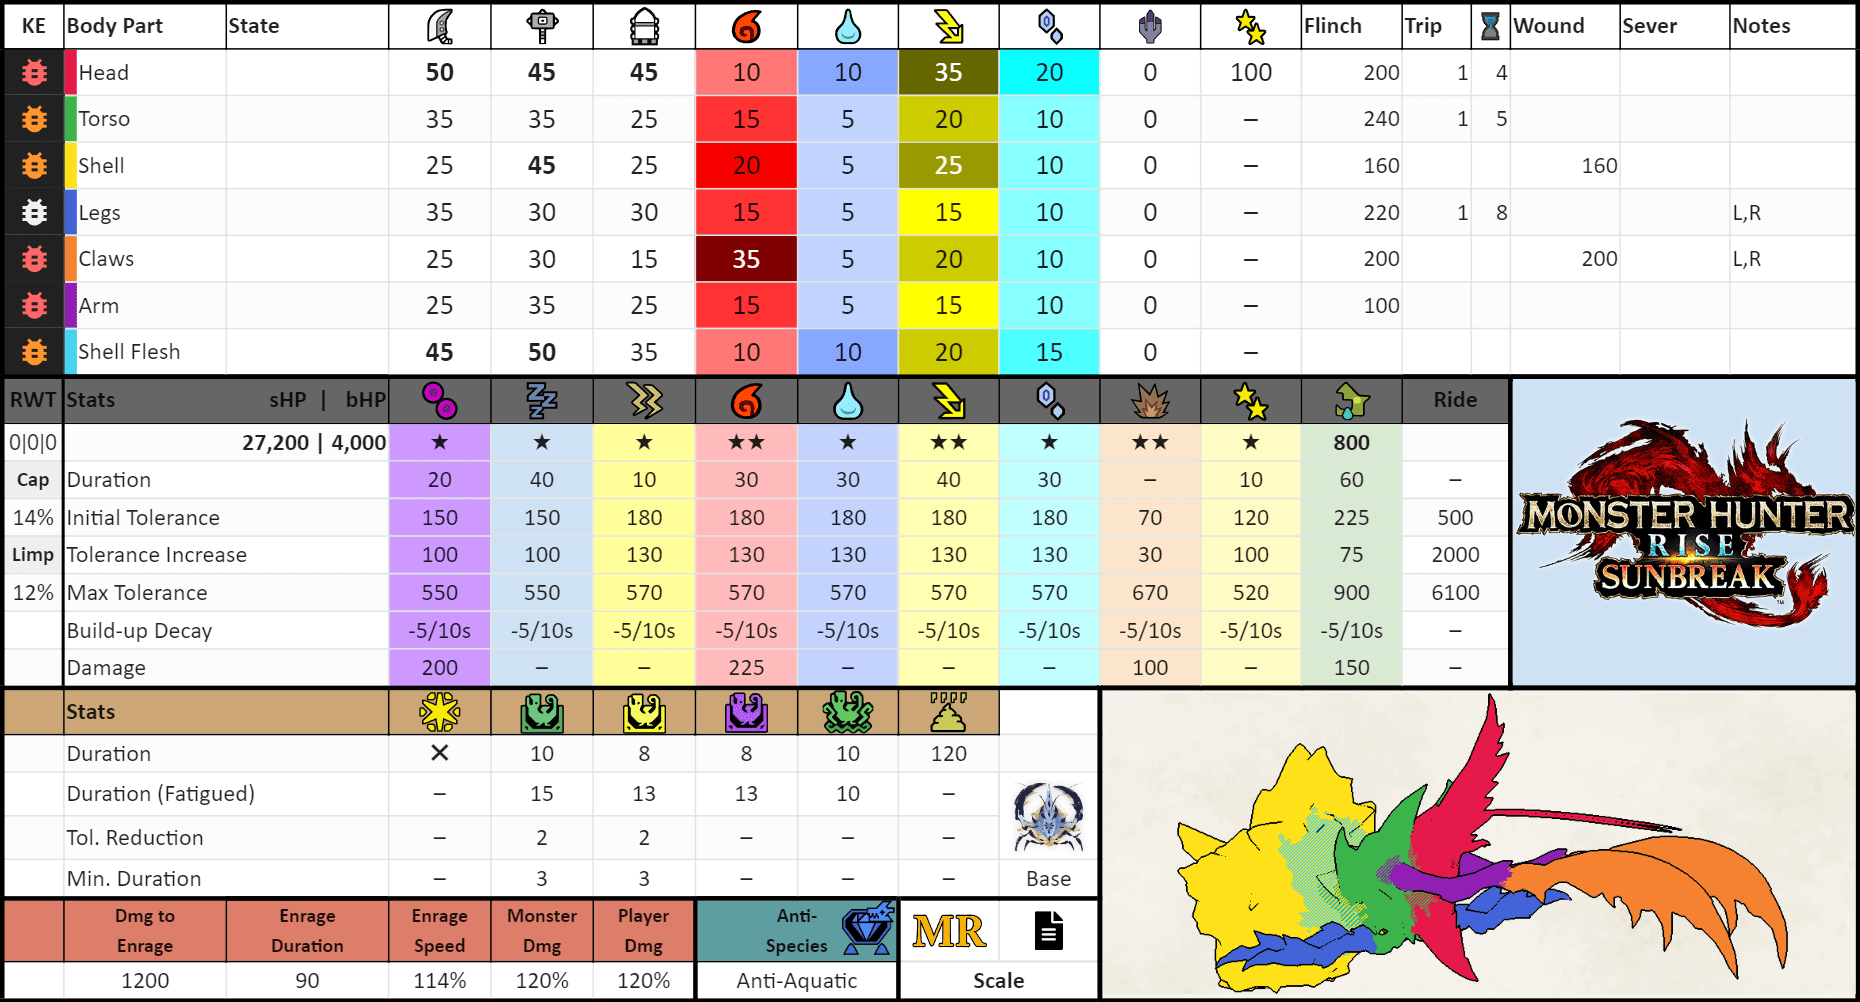 KE Body Part State Flinch Trip Wound Sever Notes
Head 50 45 45 10 10 35 20 0 100 200 1 4
Torso 35 35 25 15 5 20 10 0 – 240 1 5
Shell 25 45 25 20 5 25 10 0 – 160 160
Legs 35 30 30 15 5 15 10 0 – 220 1 8 L,R
Claws 25 30 15 35 5 20 10 0 – 200 200 L,R
Arm 25 35 25 15 5 15 10 0 – 100
Shell Flesh 45 50 35 10 10 20 15 0 –
RWT Stats sHP | bHP Ride
0|0|0 27,200 | 4,000 ★ ★ ★ ★★ ★ ★★ ★ ★★ ★ 800
Cap Duration 20 40 10 30 30 40 30 – 10 60 –
14% Initial Tolerance 150 150 180 180 180 180 180 70 120 225 500
Limp Tolerance Increase 100 100 130 130 130 130 130 30 100 75 2000
12% Max Tolerance 550 550 570 570 570 570 570 670 520 900 6100
Build-up Decay -5/10s -5/10s -5/10s -5/10s -5/10s -5/10s -5/10s -5/10s -5/10s -5/10s –
Damage 200 – – 225 – – – 100 – 150 –
MONSTER HUNTER
RISE
SUNBREAK
TM
Stats
Duration ✕ 10 8 8 10 120
Duration (Fatigued) – 15 13 13 10 –
Tol. Reduction – 2 2 – – –
Min. Duration – 3 3 – – – Base
Dmg to Enrage Enrage Monster Player Anti-
Enrage Duration Speed Dmg Dmg Species MR
1200 90 114% 120% 120% Anti-Aquatic Scale